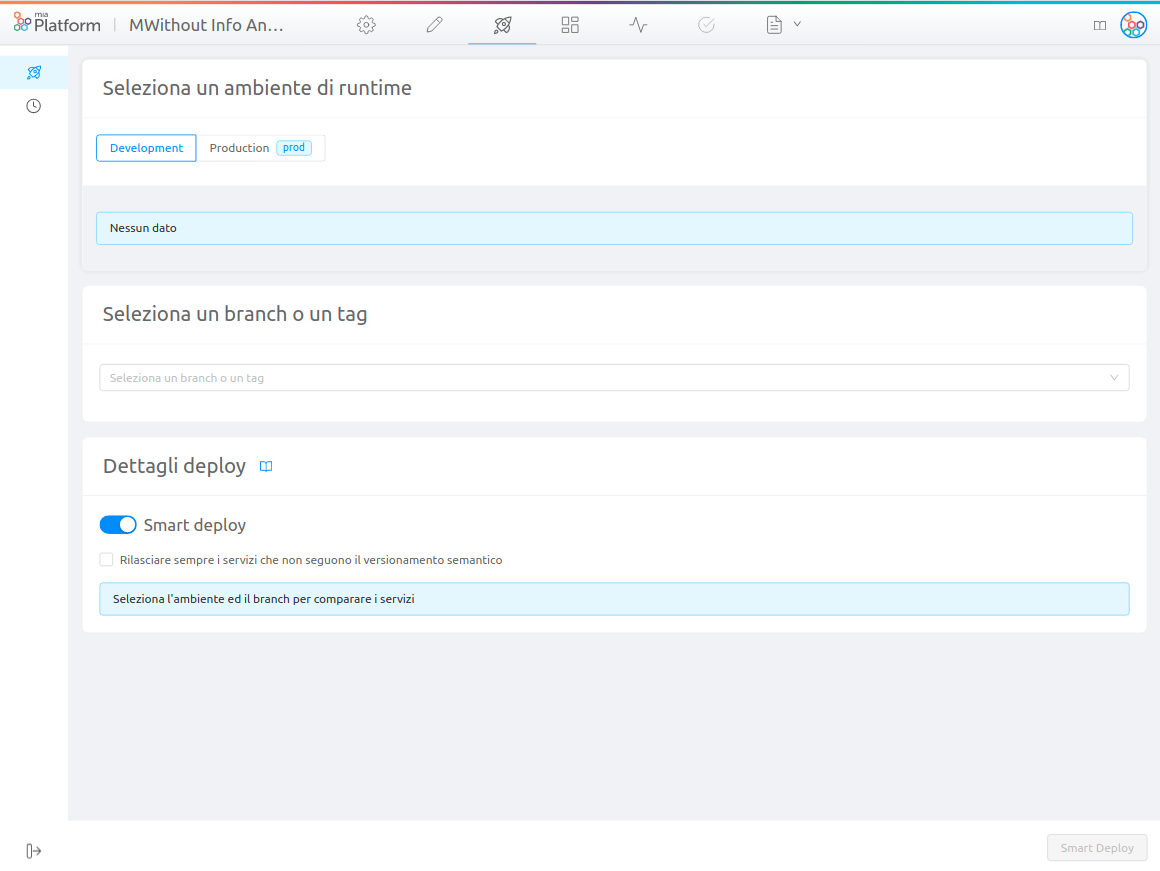 mia
Platform
MWithout Info An...
Seleziona un ambiente di runtime
Development
Production prod
Nessun dato
Seleziona un branch o un tag
Seleziona un branch o un tag
Dettagli deploy
Smart deploy
Rilasciare sempre i servizi che non seguono il versionamento semantico
Seleziona l'ambiente ed il branch per comparare i servizi
Smart Deploy